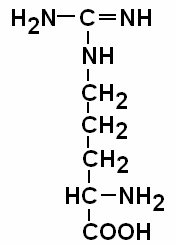 H₂N—C=NH
NH
CH₂
CH₂
CH₂
HC—NH₂
COOH